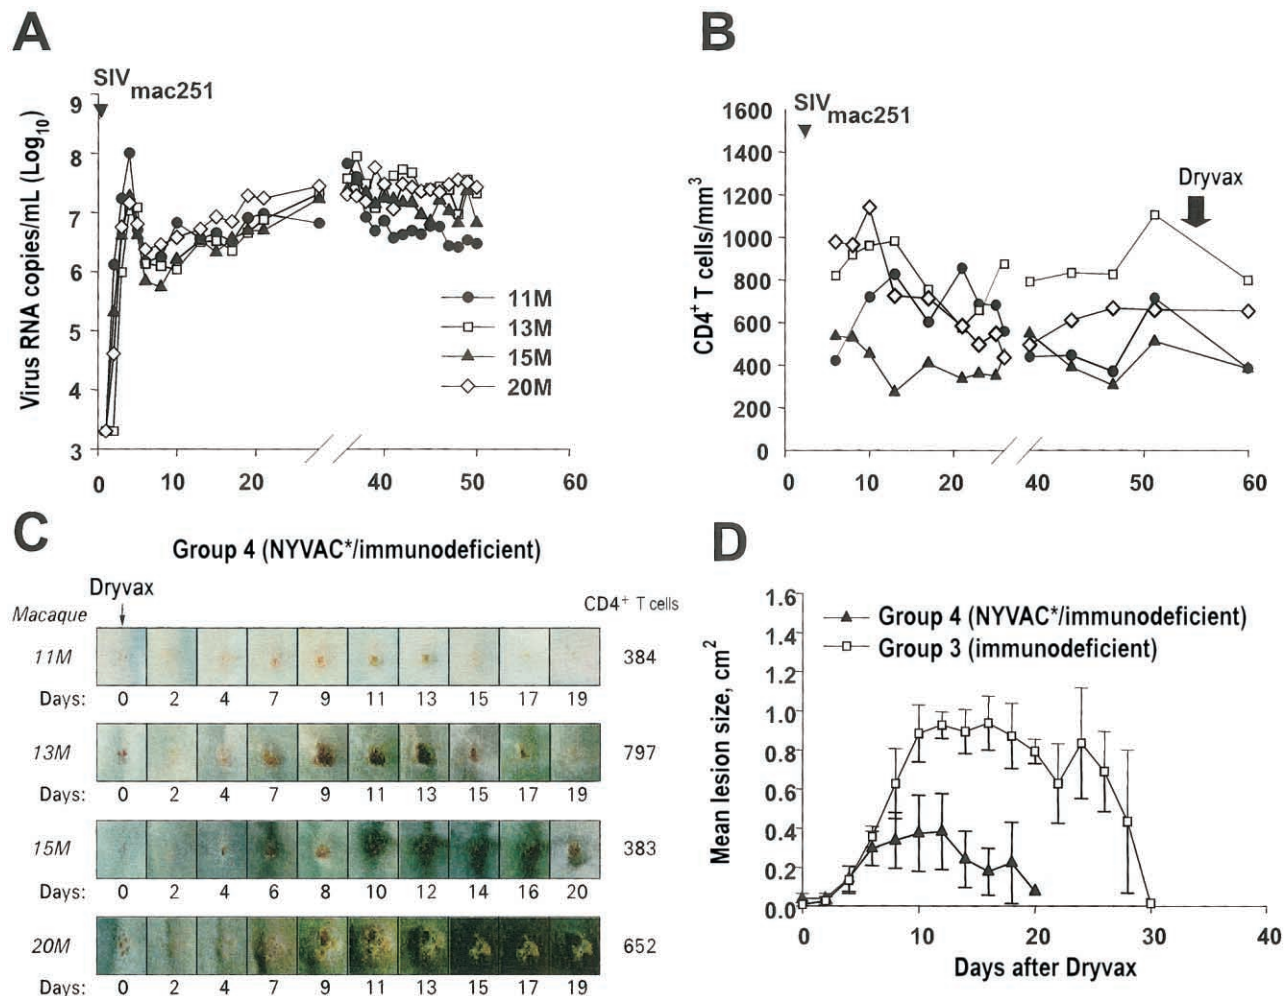 A
SIVmac251
Virus RNA copies/mL (Log10)
9
8
7
6
5
4
3
11M
13M
15M
20M
0 10 20 40 50 60
B
SIVmac251
Dryvax
CD4+ T cells/mm3
1600
1400
1200
1000
800
600
400
200
0
0 10 20 40 50 60
C
Group 4 (NYVAC*/immunodeficient)
Dryvax
Macaque
CD4+ T cells
11M 384
Days: 0 2 4 7 9 11 13 15 17 19
13M 797
Days: 0 2 4 7 9 11 13 15 17 19
15M 383
Days: 0 2 4 6 8 10 12 14 16 20
20M 652
Days: 0 2 4 7 9 11 13 15 17 19
D
Group 4 (NYVAC*/immunodeficient)
Group 3 (immunodeficient)
Mean lesion size, cm2
1.6
1.4
1.2
1.0
0.8
0.6
0.4
0.2
0.0
0 10 20 30 40
Days after Dryvax